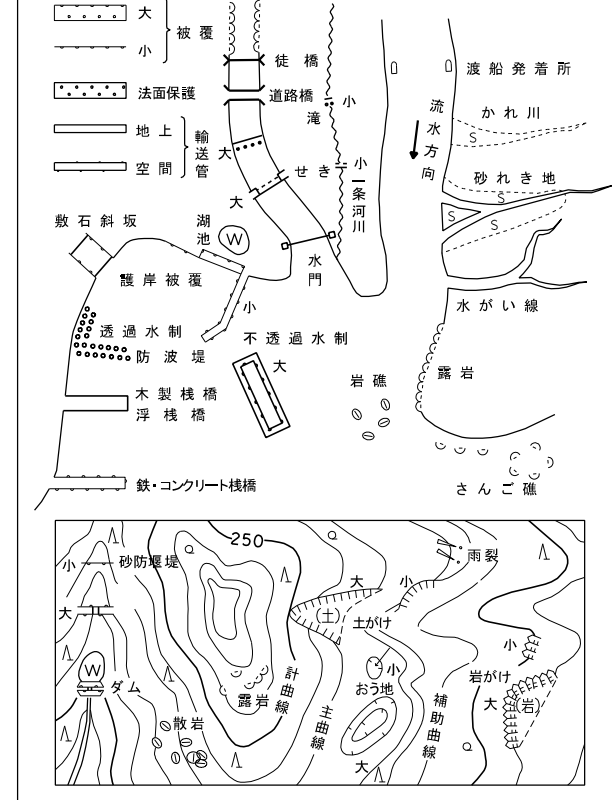 大
小
被覆
法面保護
地上
空間
輸送管
徒橋
道路橋
滝
小
大
せき
小
大
一条河川
流水方向
渡船発着所
かれ川
S
砂れき地
S
S
S
敷石斜坂
湖池
W
水門
護岸被覆
小
水がい線
透過水制
不透過水制
防波堤
大
岩礁
露岩
木製桟橋
浮桟橋
鉄・コンクリート桟橋
さんご礁
250
小
砂防堰堤
雨裂
大
小
大
(土)
土がけ
小
W
ダム
小
岩がけ
おう地
大
(岩)
露岩
計曲線
主曲線
補助曲線
散岩
大